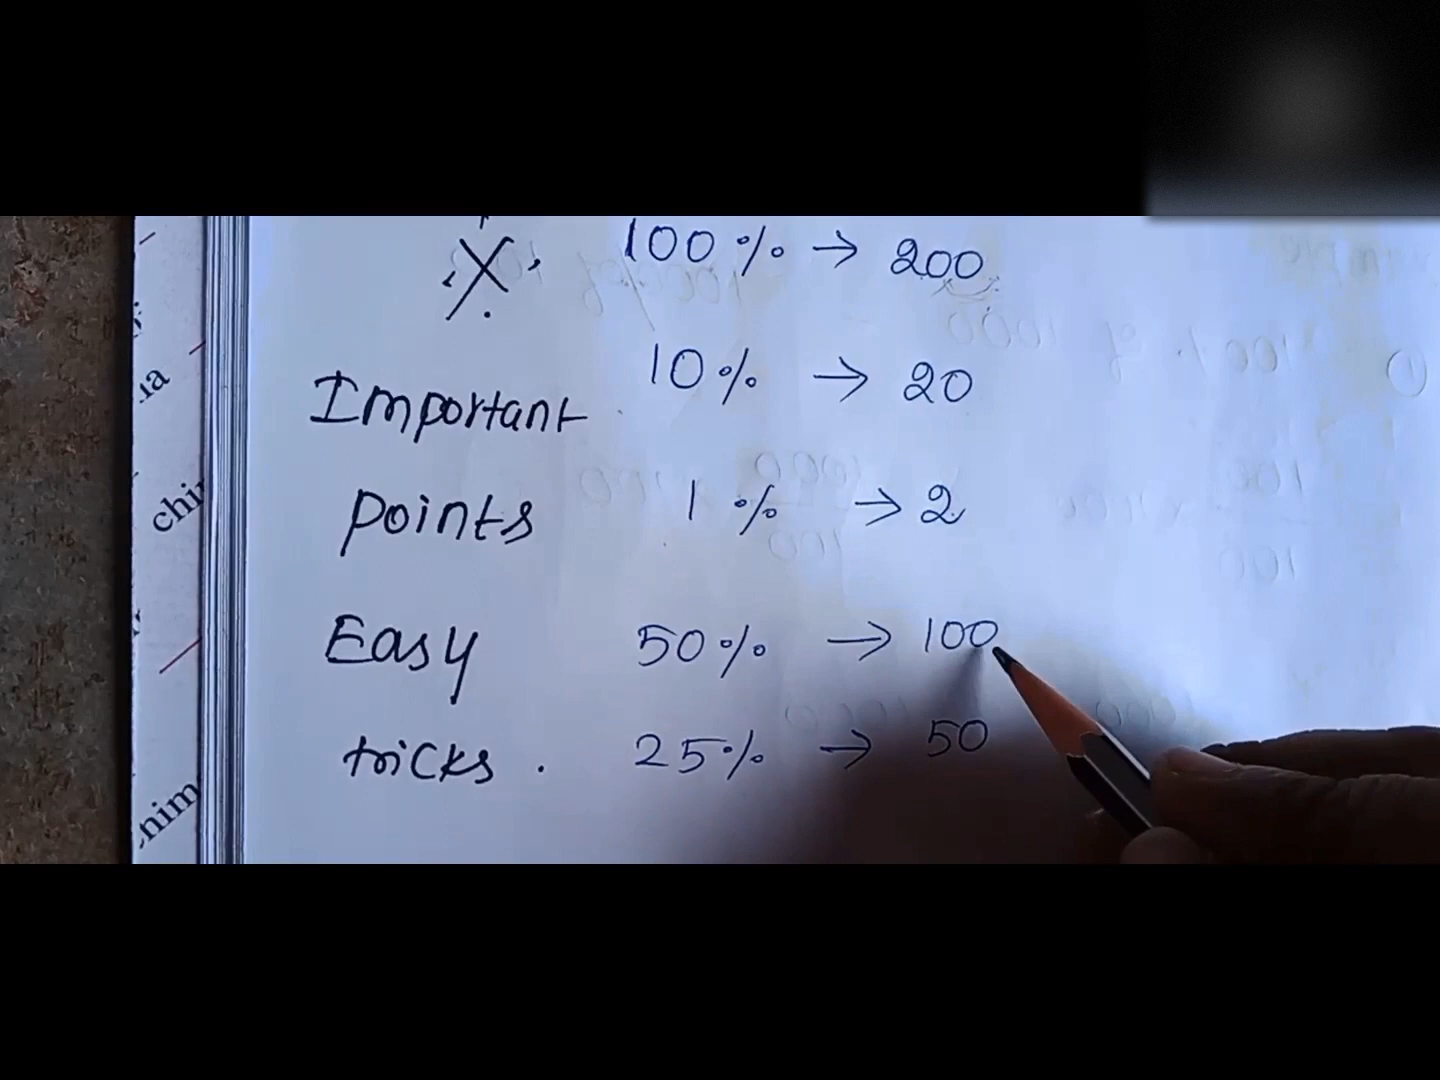 100% → 200
10% → 20
Important
1% → 2
points
50% → 100
Easy
25% → 50
tricks.